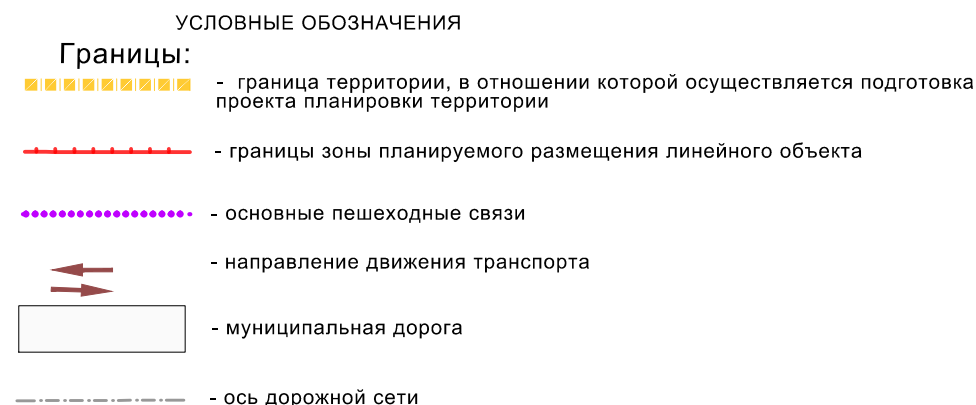 УСЛОВНЫЕ ОБОЗНАЧЕНИЯ
Границы:
- граница территории, в отношении которой осуществляется подготовка
проекта планировки территории
- границы зоны планируемого размещения линейного объекта
- основные пешеходные связи
- направление движения транспорта
- муниципальная дорога
- ось дорожной сети